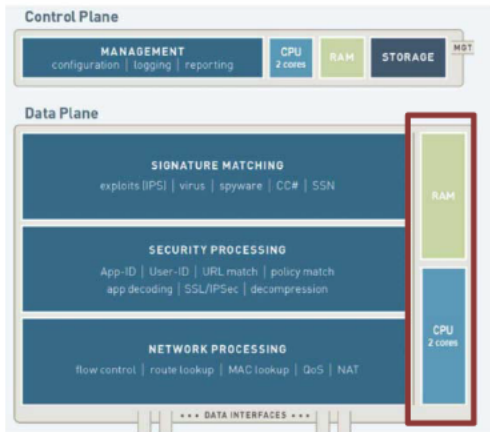 Control Plane
MANAGEMENT
configuration | logging | reporting
CPU
2 cores
RAM
STORAGE
MGT
Data Plane
SIGNATURE MATCHING
exploits (IPS) | virus | spyware | CC# | SSN
RAM
SECURITY PROCESSING
App-ID | User-ID | URL match | policy match
app decoding | SSL/IPSec | decompression
CPU
2 cores
NETWORK PROCESSING
flow control | route lookup | MAC lookup | QoS | NAT
••• DATA INTERFACES •••